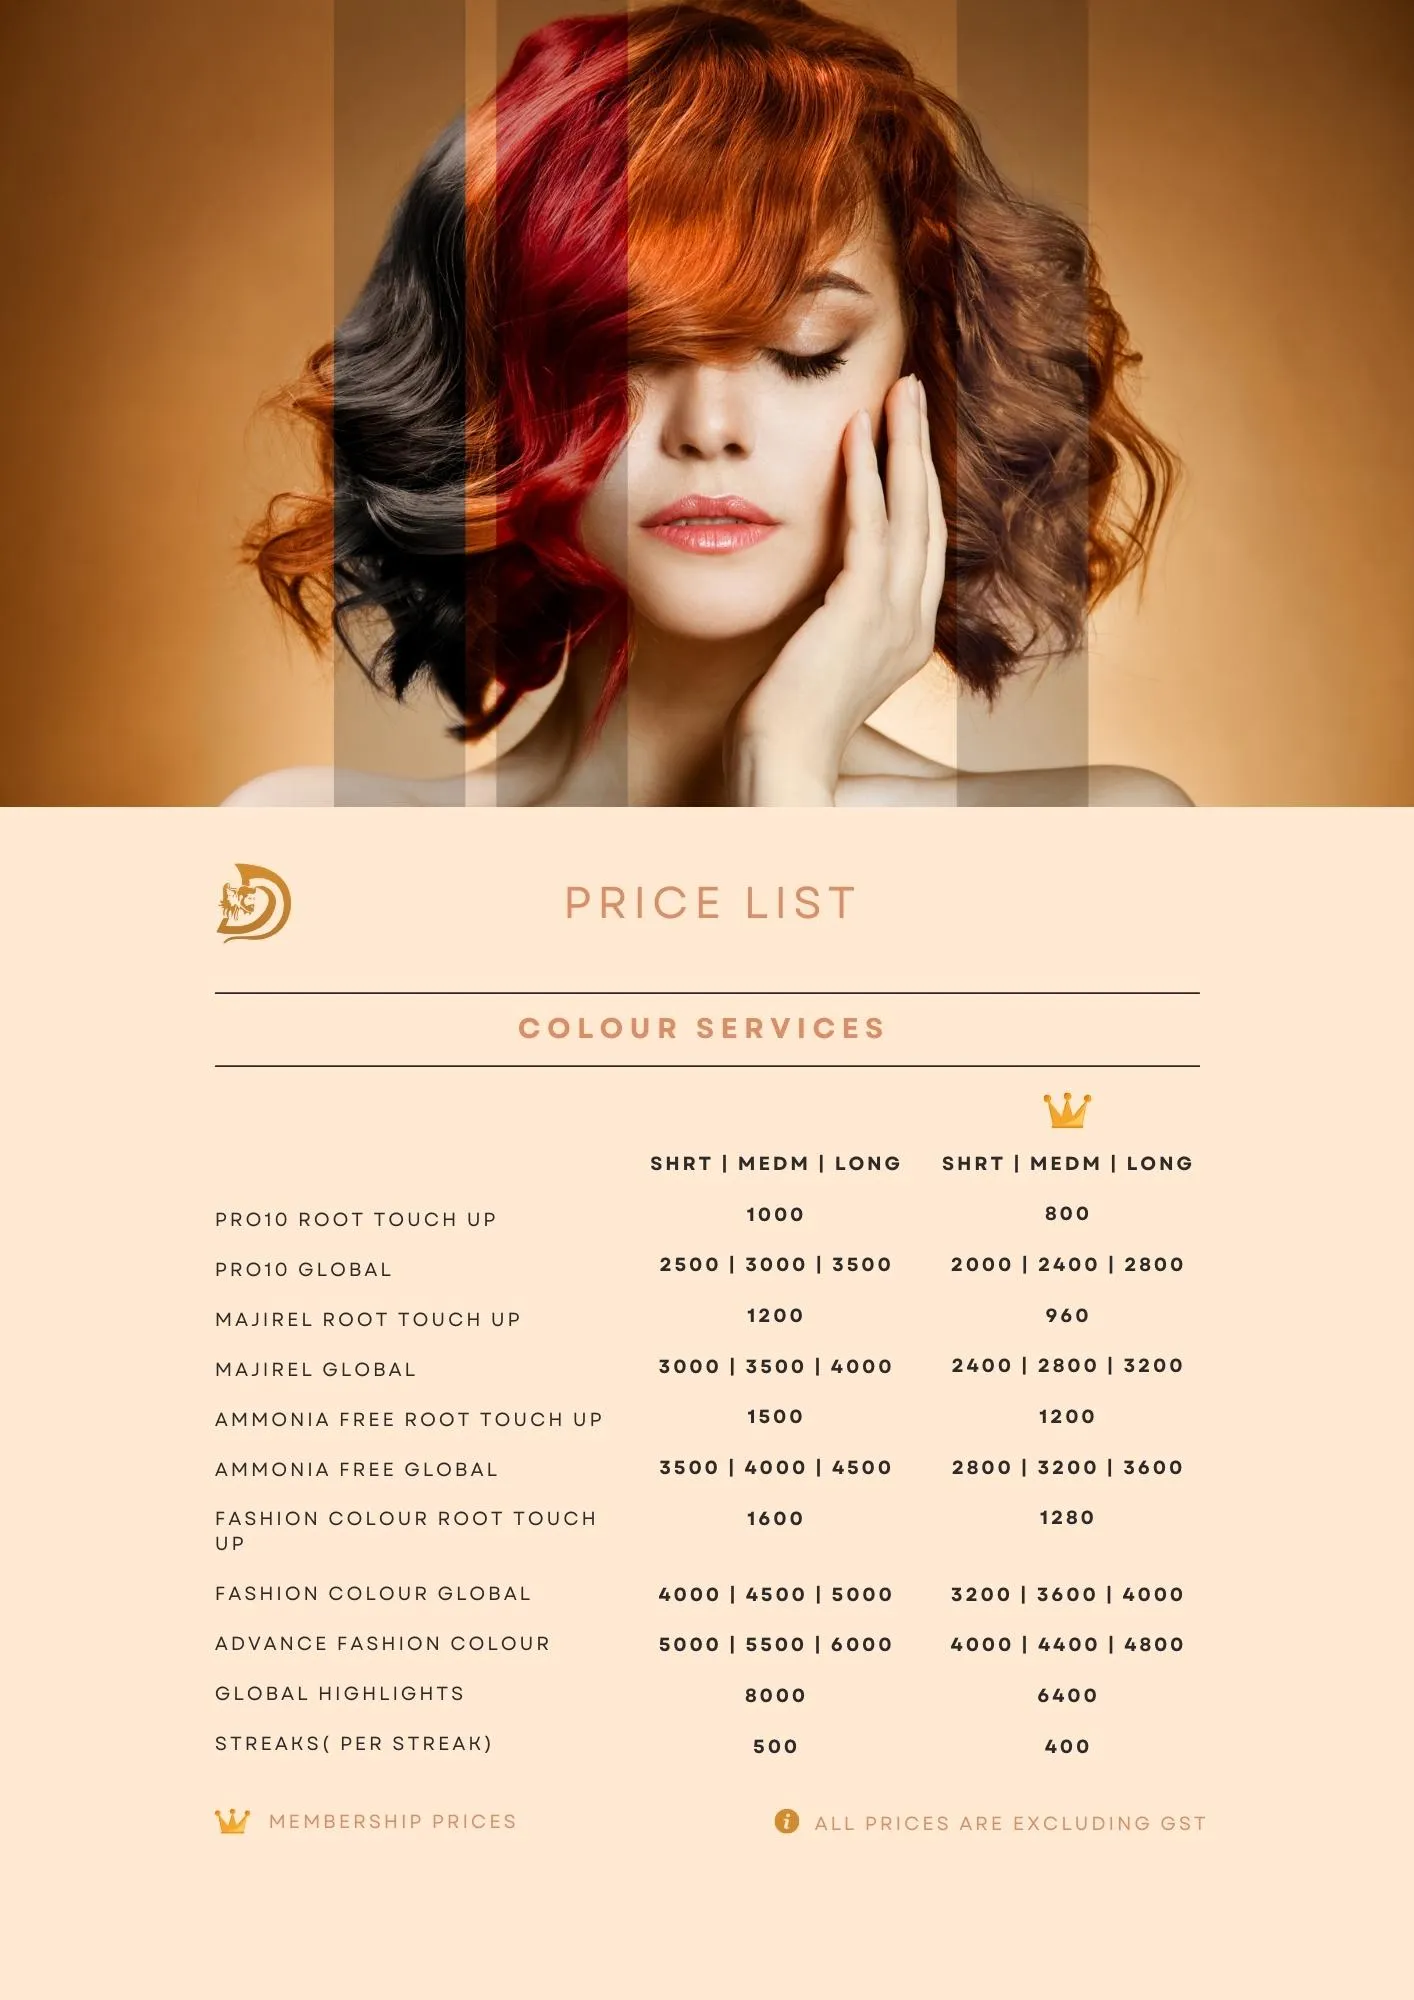 PRICE LIST
COLOUR SERVICES
SHRT | MEDM | LONG SHRT | MEDM | LONG
PRO10 ROOT TOUCH UP 1000 800
PRO10 GLOBAL 2500 | 3000 | 3500 2000 | 2400 | 2800
MAJIREL ROOT TOUCH UP 1200 960
MAJIREL GLOBAL 3000 | 3500 | 4000 2400 | 2800 | 3200
AMMONIA FREE ROOT TOUCH UP 1500 1200
AMMONIA FREE GLOBAL 3500 | 4000 | 4500 2800 | 3200 | 3600
FASHION COLOUR ROOT TOUCH 1600 1280
UP
FASHION COLOUR GLOBAL 4000 | 4500 | 5000 3200 | 3600 | 4000
ADVANCE FASHION COLOUR 5000 | 5500 | 6000 4000 | 4400 | 4800
GLOBAL HIGHLIGHTS 8000 6400
STREAKS( PER STREAK) 500 400
MEMBERSHIP PRICES i ALL PRICES ARE EXCLUDING GST